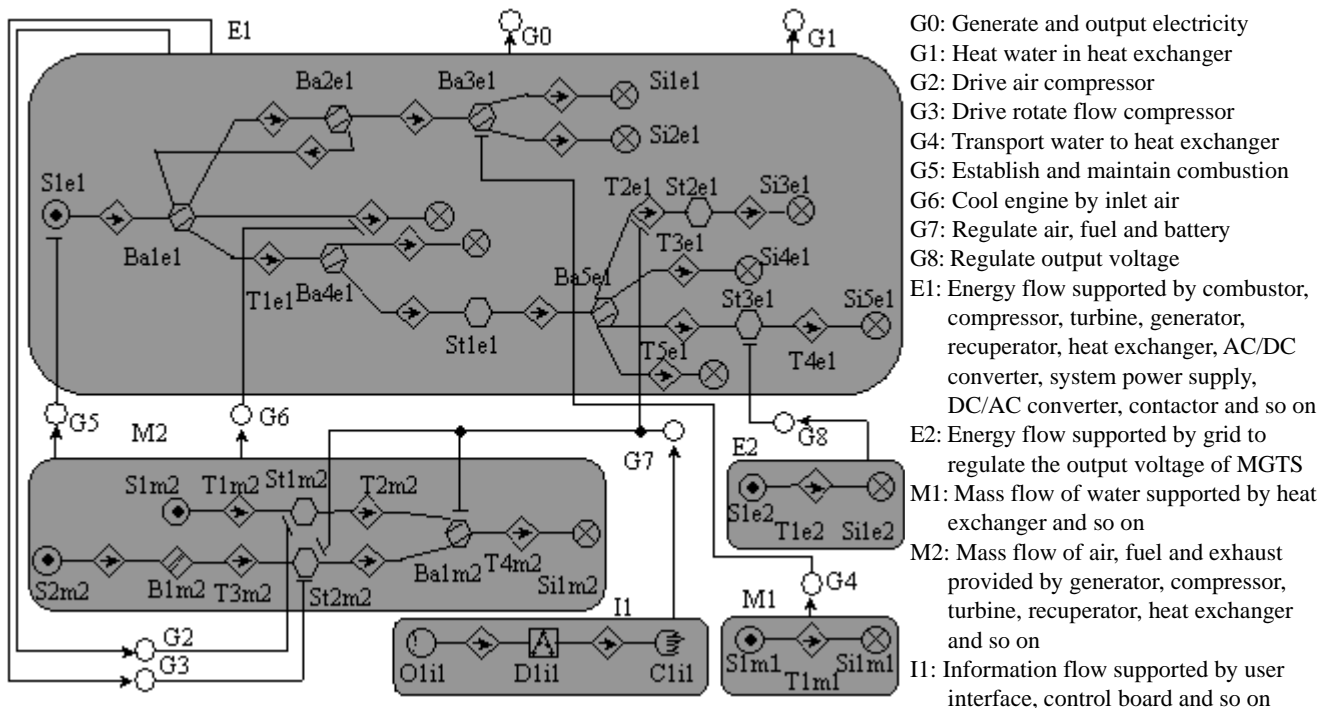 E1
G0
G1
Ba2e1
Ba3e1
Si1e1
Si2e1
S1e1
Ba1e1
T1e1
Ba4e1
St1e1
T2e1
St2e1
Si3e1
T3e1
Si4e1
Ba5e1
St3e1
Si5e1
T5e1
T4e1
G5
M2
G6
G7
E2
G8
S1m2
T1m2
St1m2
T2m2
S2m2
B1m2
T3m2
St2m2
Ba1m2
T4m2
Si1m2
S1e2
T1e2
Si1e2
G4
G2
G3
I1
O1i1
D1i1
C1i1
M1
S1m1
T1m1
Si1m1
G0: Generate and output electricity
G1: Heat water in heat exchanger
G2: Drive air compressor
G3: Drive rotate flow compressor
G4: Transport water to heat exchanger
G5: Establish and maintain combustion
G6: Cool engine by inlet air
G7: Regulate air, fuel and battery
G8: Regulate output voltage
E1: Energy flow supported by combustor,
compressor, turbine, generator,
recuperator, heat exchanger, AC/DC
converter, system power supply,
DC/AC converter, contactor and so on
E2: Energy flow supported by grid to
regulate the output voltage of MGTS
M1: Mass flow of water supported by heat
exchanger and so on
M2: Mass flow of air, fuel and exhaust
provided by generator, compressor,
turbine, recuperator, heat exchanger
and so on
I1: Information flow supported by user
interface, control board and so on